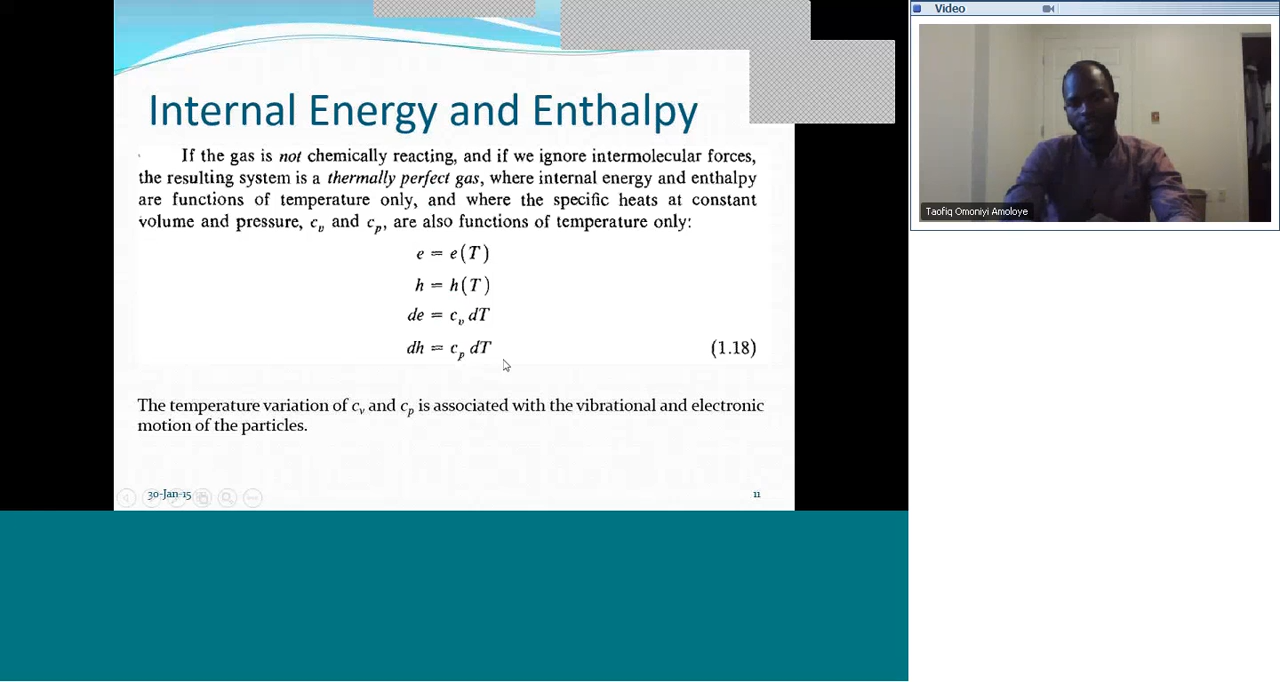 Video
Internal Energy and Enthalpy
If the gas is not chemically reacting, and if we ignore intermolecular forces,
the resulting system is a thermally perfect gas, where internal energy and enthalpy
are functions of temperature only, and where the specific heats at constant
volume and pressure, c_v and c_p, are also functions of temperature only:
e = e(T)
h = h(T)
de = c_v dT
dh = c_p dT (1.18)
The temperature variation of c_v and c_p is associated with the vibrational and electronic
motion of the particles.
30-Jan-15 11
Taofiq Omoniyi Amoloye